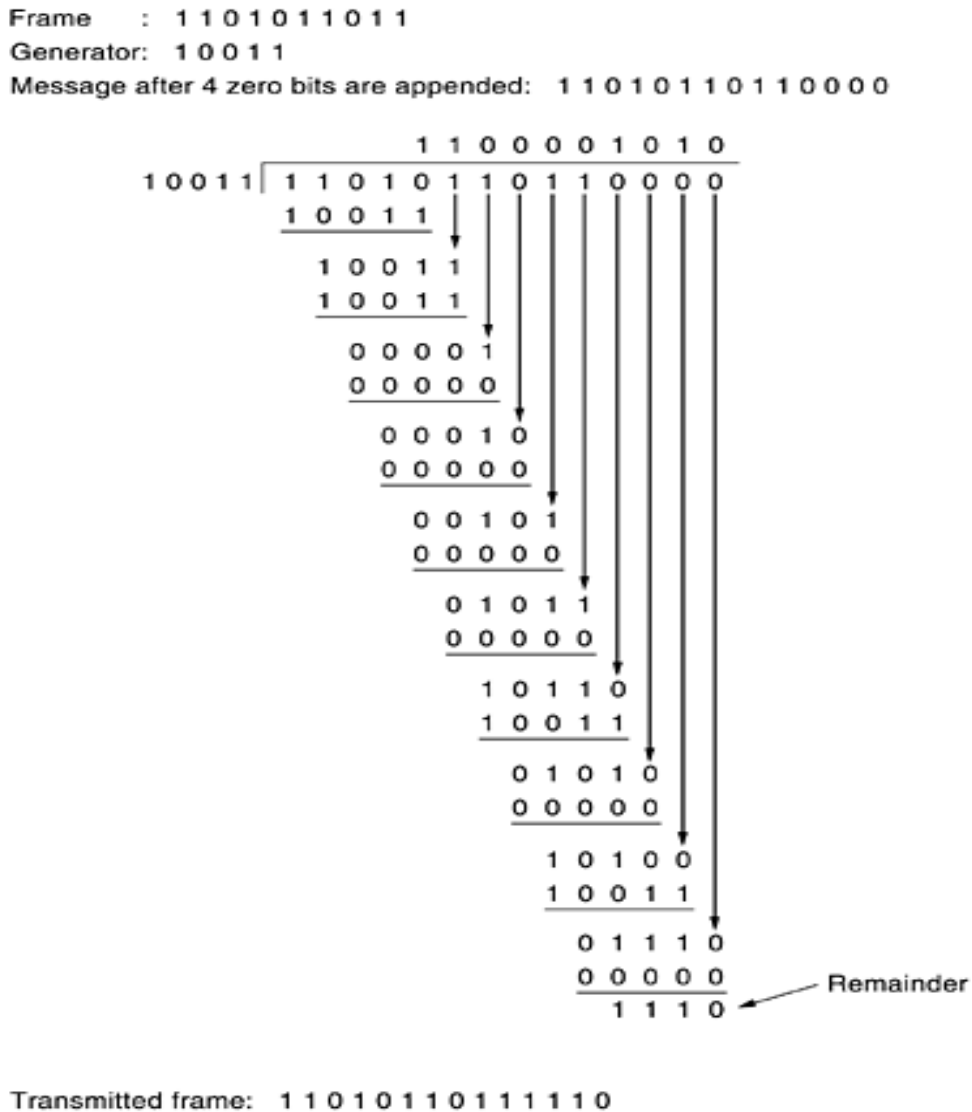 Frame : 1 1 0 1 0 1 1 0 1 1
Generator: 1 0 0 1 1
Message after 4 zero bits are appended: 1 1 0 1 0 1 1 0 1 1 0 0 0 0
1 1 0 0 0 0 1 0 1 0
1 0 0 1 1 1 1 0 1 0 1 1 0 1 1 0 0 0 0
1 0 0 1 1
1 0 0 1 1
1 0 0 1 1
0 0 0 0 1
0 0 0 0 0
0 0 0 1 0
0 0 0 0 0
0 0 1 0 1
0 0 0 0 0
0 1 0 1 1
0 0 0 0 0
1 0 1 1 0
1 0 0 1 1
0 1 0 1 0
0 0 0 0 0
1 0 1 0 0
1 0 0 1 1
0 1 1 1 0
0 0 0 0 0
Remainder
1 1 1 0
Transmitted frame: 1 1 0 1 0 1 1 0 1 1 1 1 1 0